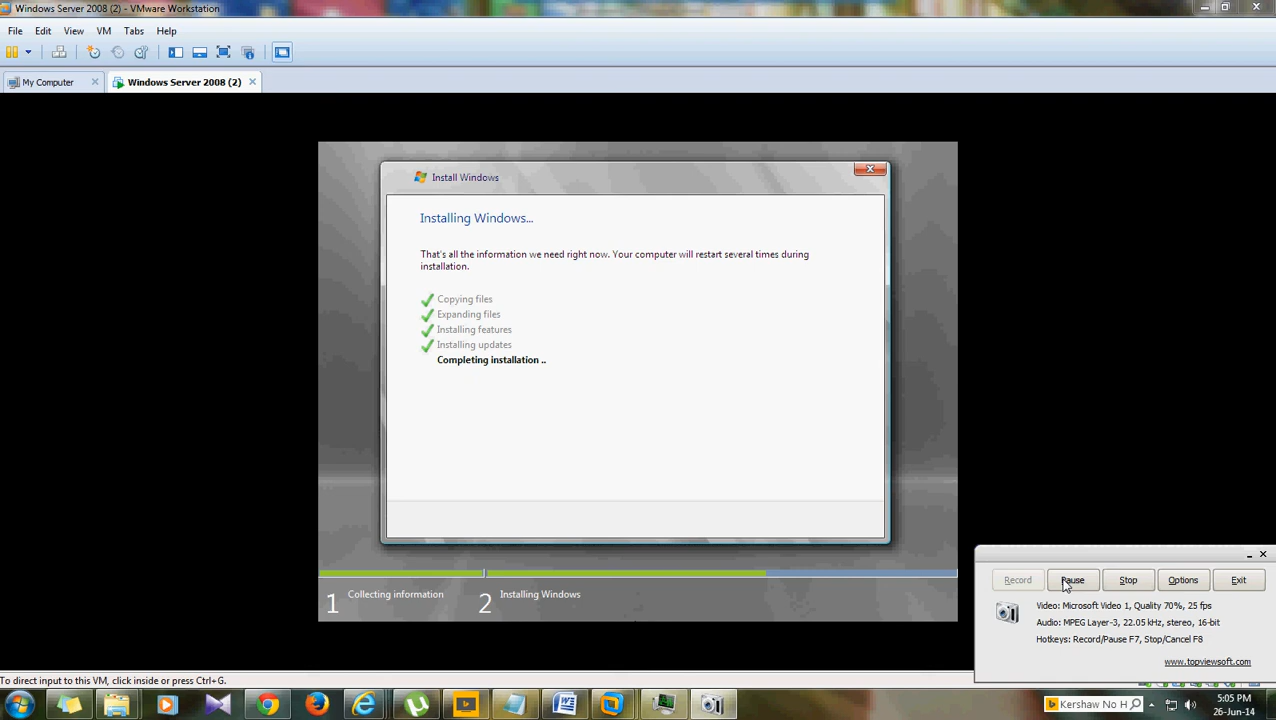 Windows Server 2008 (2) - VMware Workstation
File Edit View VM Tabs Help
My Computer Windows Server 2008 (2)
Install Windows
Installing Windows...
That's all the information we need right now. Your computer will restart several times during
installation.
Copying files
Expanding files
Installing features
Installing updates
Completing installation ..
1 Collecting information 2 Installing Windows
Record Pause Stop Options Exit
Video: Microsoft Video 1, Quality 70%, 25 fps
Audio: MPEG Layer-3, 22.05 kHz, stereo, 16-bit
Hotkeys: Record/Pause F7, Stop/Cancel F8
www.topviewsoft.com
To direct input to this VM, click inside or press Ctrl+G.
Kershaw No H
5:05 PM
26-Jun-14